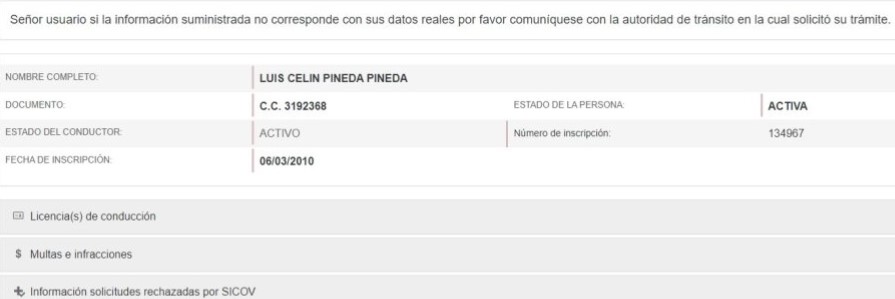 Señor usuario si la información suministrada no corresponde con sus datos reales por favor comuníquese con la autoridad de tránsito en la cual solicitó su trámite.
NOMBRE COMPLETO: LUIS CELIN PINEDA PINEDA
DOCUMENTO: C.C. 3192368 ESTADO DE LA PERSONA: ACTIVA
ESTADO DEL CONDUCTOR: ACTIVO Número de inscripción: 134967
FECHA DE INSCRIPCIÓN: 06/03/2010
Licencia(s) de conducción
$ Multas e infracciones
Información solicitudes rechazadas por SICOV